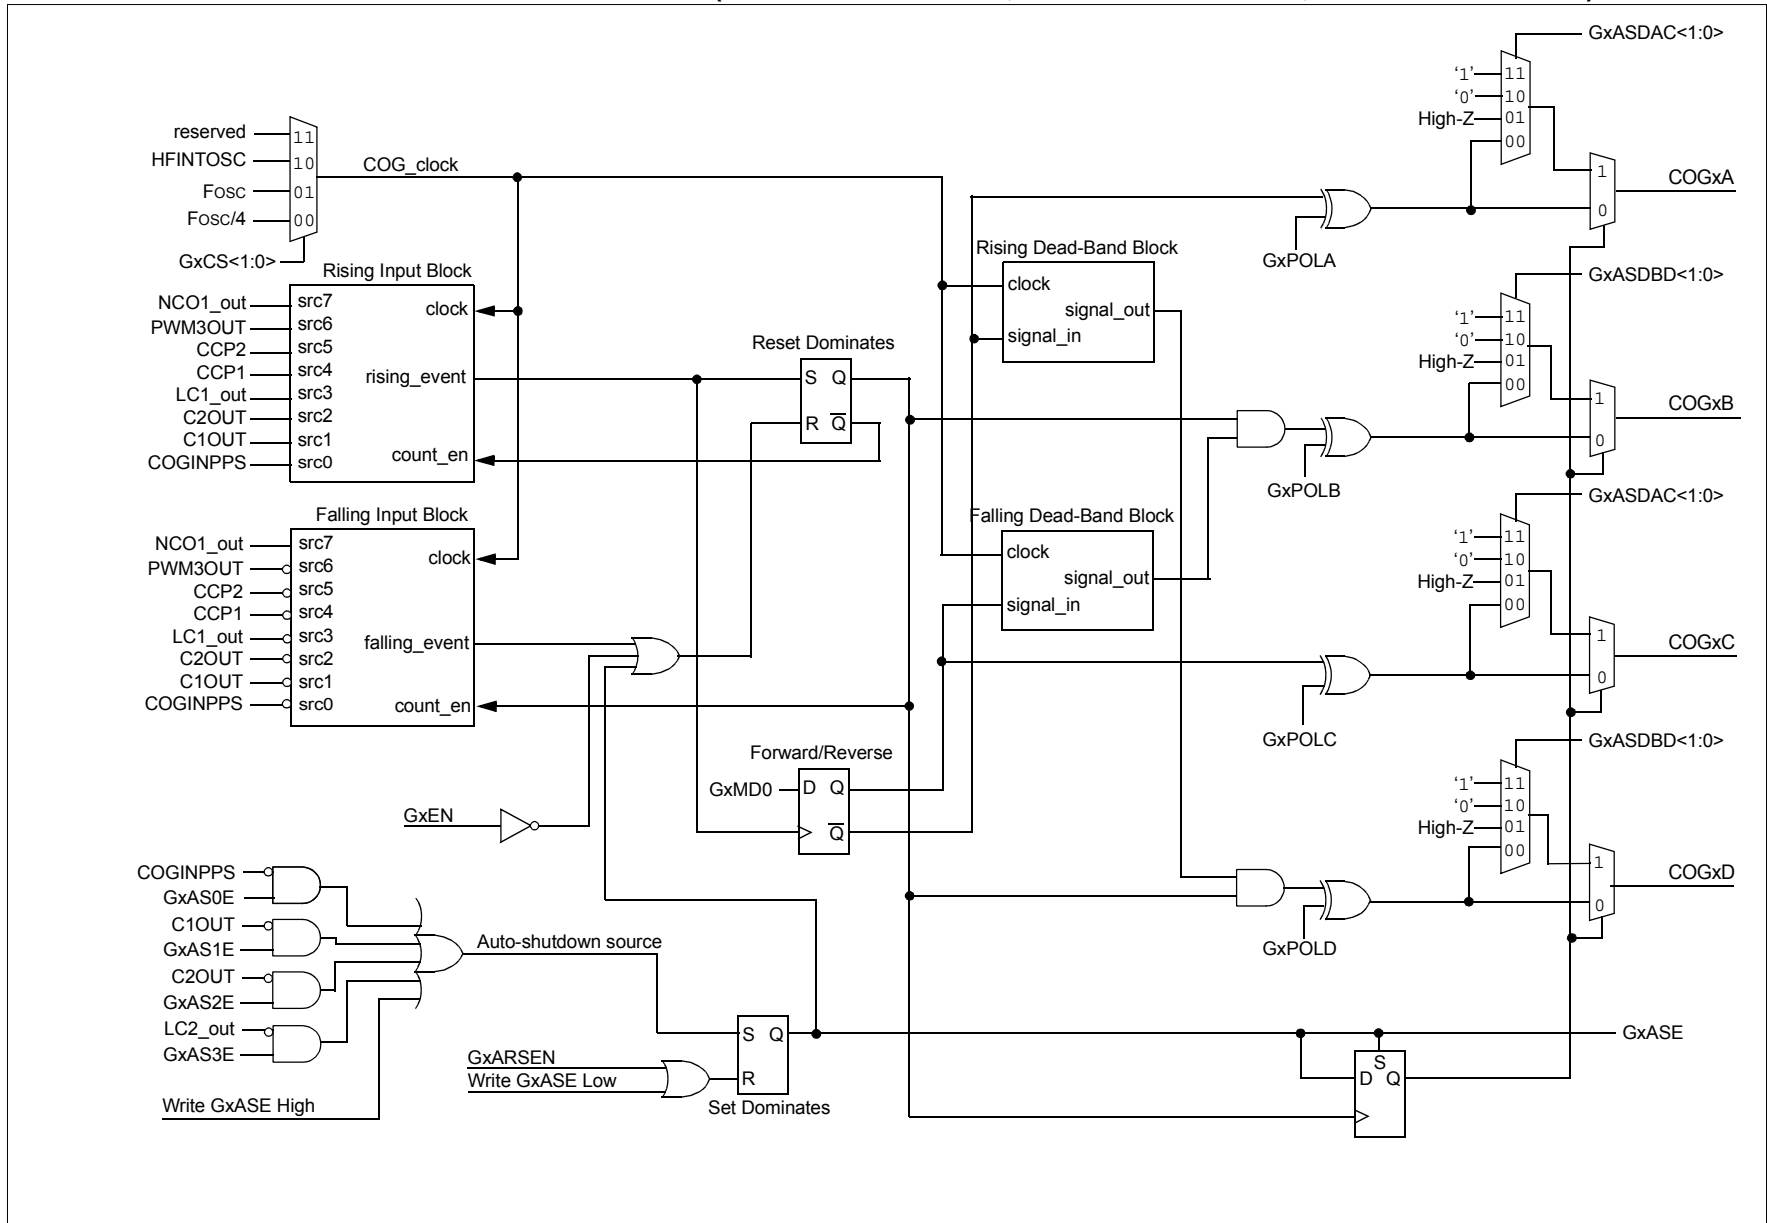 GxASDAC<1:0>
'1'
11
'0'
10
High-Z
01
00
1
0
COGxA
GxPOLA
reserved
11
HFINTOSC
10
FOSC
01
FOSC/4
00
GxCS<1:0>
COG_clock
Rising Input Block
NCO1_out
src7
PWM3OUT
src6
CCP2
src5
CCP1
src4
LC1_out
src3
C2OUT
src2
C1OUT
src1
COGINPPS
src0
clock
rising_event
count_en
Reset Dominates
S Q
R Q
Rising Dead-Band Block
clock
signal_out
signal_in
GxASDBD<1:0>
'1'
11
'0'
10
High-Z
01
00
1
0
COGxB
GxPOLB
Falling Input Block
NCO1_out
src7
PWM3OUT
src6
CCP2
src5
CCP1
src4
LC1_out
src3
C2OUT
src2
C1OUT
src1
COGINPPS
src0
clock
falling_event
count_en
Falling Dead-Band Block
clock
signal_out
signal_in
GxASDAC<1:0>
'1'
11
'0'
10
High-Z
01
00
1
0
COGxC
GxPOLC
Forward/Reverse
GxMD0
D Q
Q
GxEN
GxASDBD<1:0>
'1'
11
'0'
10
High-Z
01
00
1
0
COGxD
GxPOLD
COGINPPS
GxAS0E
C1OUT
GxAS1E
C2OUT
GxAS2E
LC2_out
GxAS3E
Write GxASE High
Auto-shutdown source
GxARSEN
Write GxASE Low
S Q
R
Set Dominates
GxASE
S
D Q